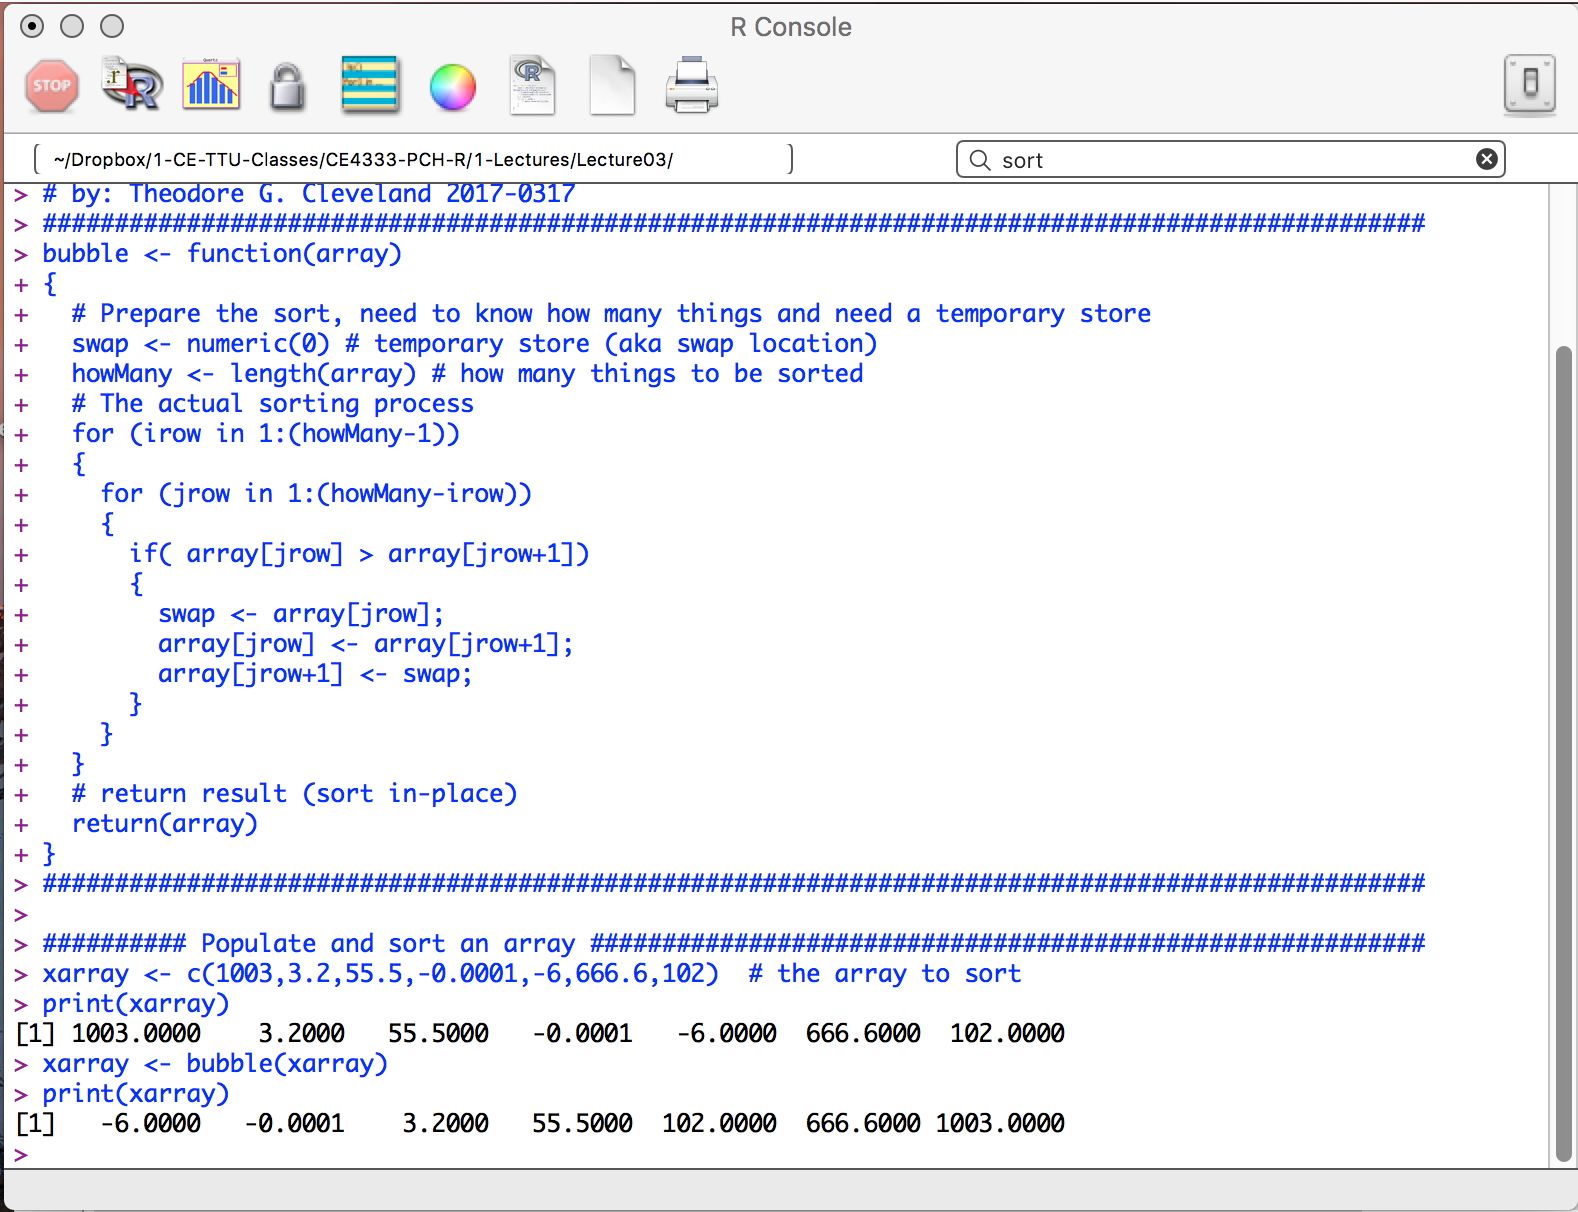 R Console
STOP
~/Dropbox/1-CE-TTU-Classes/CE4333-PCH-R/1-Lectures/Lecture03/
sort
> # by: Theodore G. Cleveland 2017-0317
> ################################################################################################
> bubble <- function(array)
+ {
+   # Prepare the sort, need to know how many things and need a temporary store
+   swap <- numeric(0) # temporary store (aka swap location)
+   howMany <- length(array) # how many things to be sorted
+   # The actual sorting process
+   for (irow in 1:(howMany-1))
+   {
+     for (jrow in 1:(howMany-irow))
+     {
+       if( array[jrow] > array[jrow+1])
+       {
+         swap <- array[jrow];
+         array[jrow] <- array[jrow+1];
+         array[jrow+1] <- swap;
+       }
+     }
+   }
+   # return result (sort in-place)
+   return(array)
+ }
> ################################################################################################
>
> ########## Populate and sort an array ##########################################################
> xarray <- c(1003,3.2,55.5,-0.0001,-6,666.6,102)  # the array to sort
> print(xarray)
[1] 1003.0000    3.2000   55.5000   -0.0001   -6.0000  666.6000  102.0000
> xarray <- bubble(xarray)
> print(xarray)
[1]   -6.0000   -0.0001    3.2000   55.5000  102.0000  666.6000 1003.0000
>